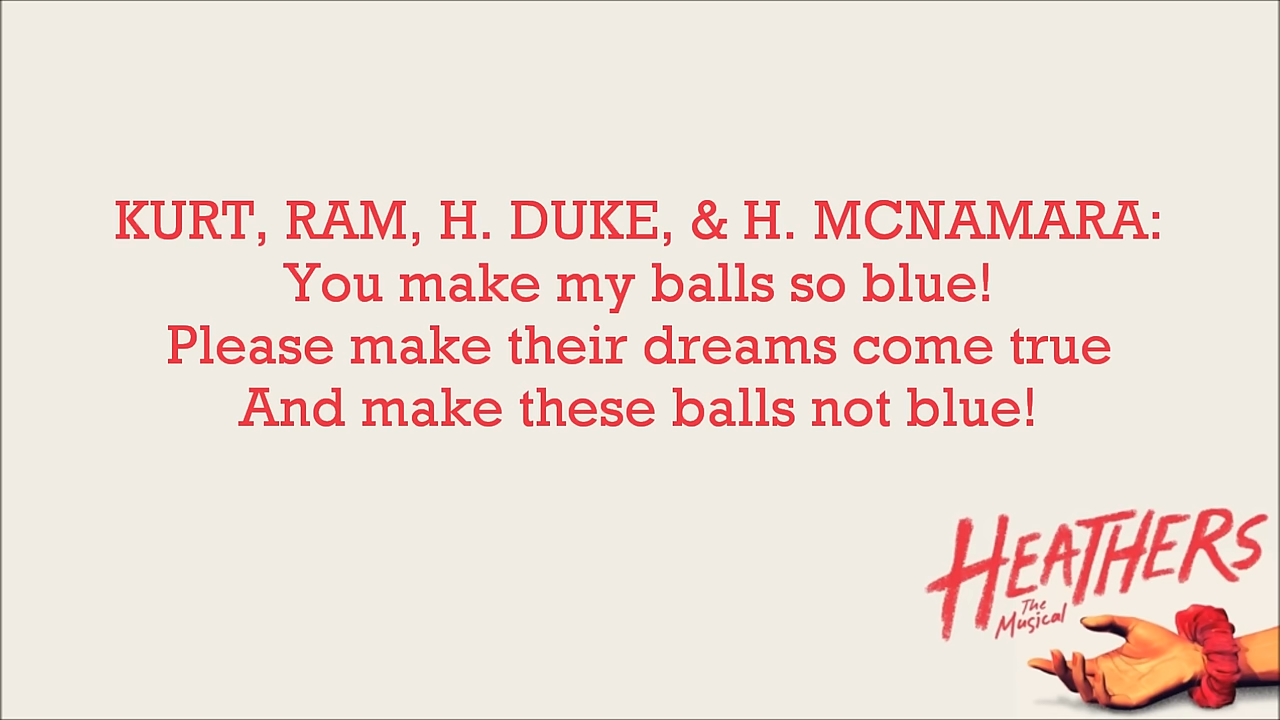 KURT, RAM, H. DUKE, & H. MCNAMARA:
You make my balls so blue!
Please make their dreams come true
And make these balls not blue!
HEATHERS
The
Musical